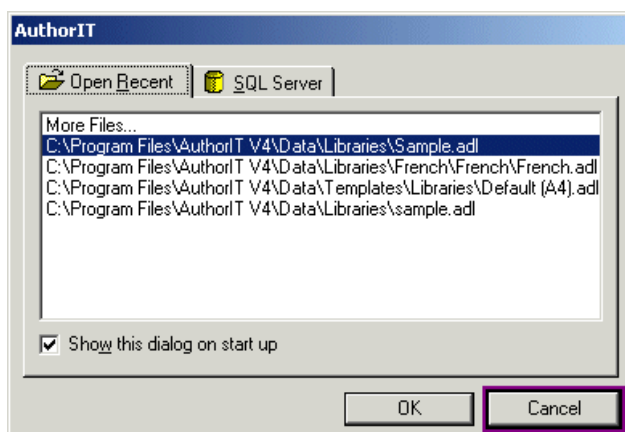 AuthorIT
Open Recent
SQL Server
More Files...
C:\Program Files\AuthorIT V4\Data\Libraries\Sample.adl
C:\Program Files\AuthorIT V4\Data\Libraries\French\French\French.adl
C:\Program Files\AuthorIT V4\Data\Templates\Libraries\Default (A4).adl
C:\Program Files\AuthorIT V4\Data\Libraries\sample.adl
Show this dialog on start up
OK
Cancel